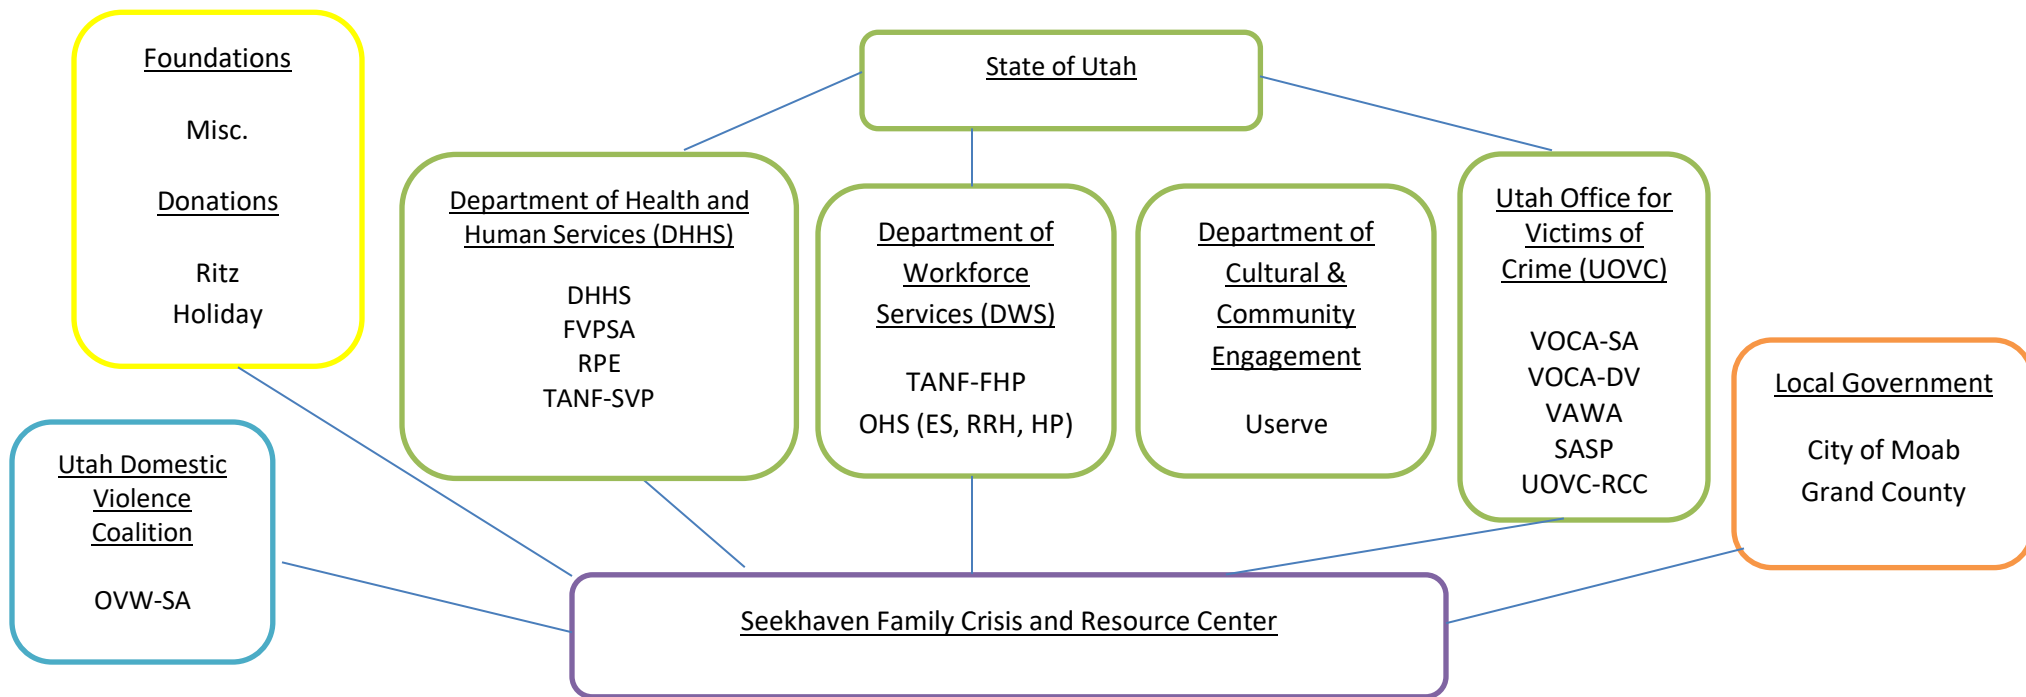 Foundations
Misc.
Donations
Ritz
Holiday
State of Utah
Department of Health and
Human Services (DHHS)
DHHS
FVPSA
RPE
TANF-SVP
Department of
Workforce
Services (DWS)
TANF-FHP
OHS (ES, RRH, HP)
Department of
Cultural &
Community
Engagement
Userve
Utah Office for
Victims of
Crime (UOVC)
VOCA-SA
VOCA-DV
VAWA
SASP
UOVC-RCC
Local Government
City of Moab
Grand County
Utah Domestic
Violence
Coalition
OVW-SA
Seekhaven Family Crisis and Resource Center